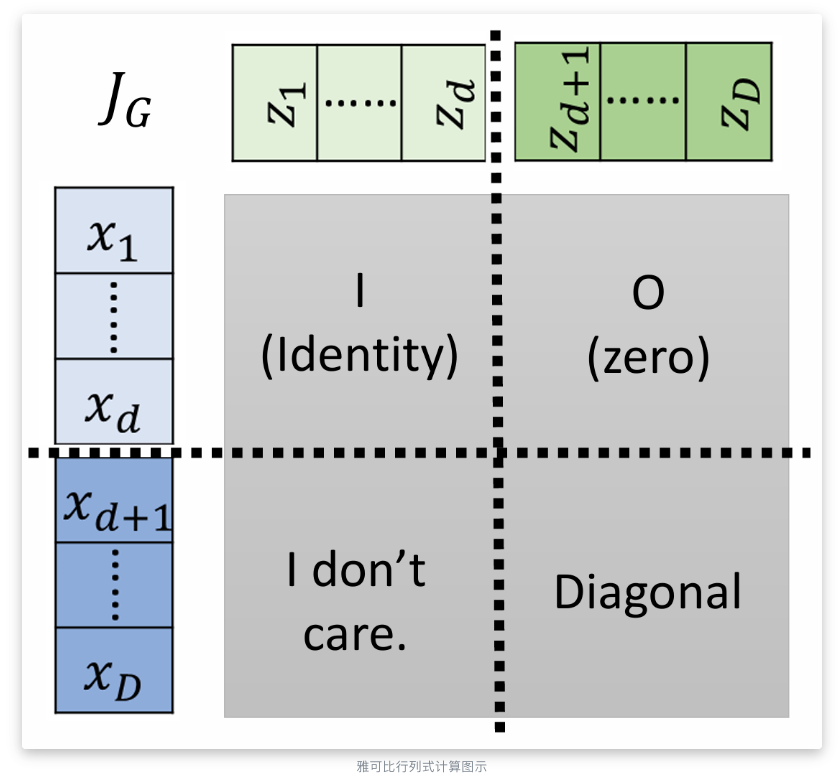 J_G
z_1 ······ z_d z_{d+1} ······ z_D
x_1
······
x_d
x_{d+1}
······
x_D
I
(Identity)
O
(zero)
I don’t
care.
Diagonal
雅可比行列式计算图示